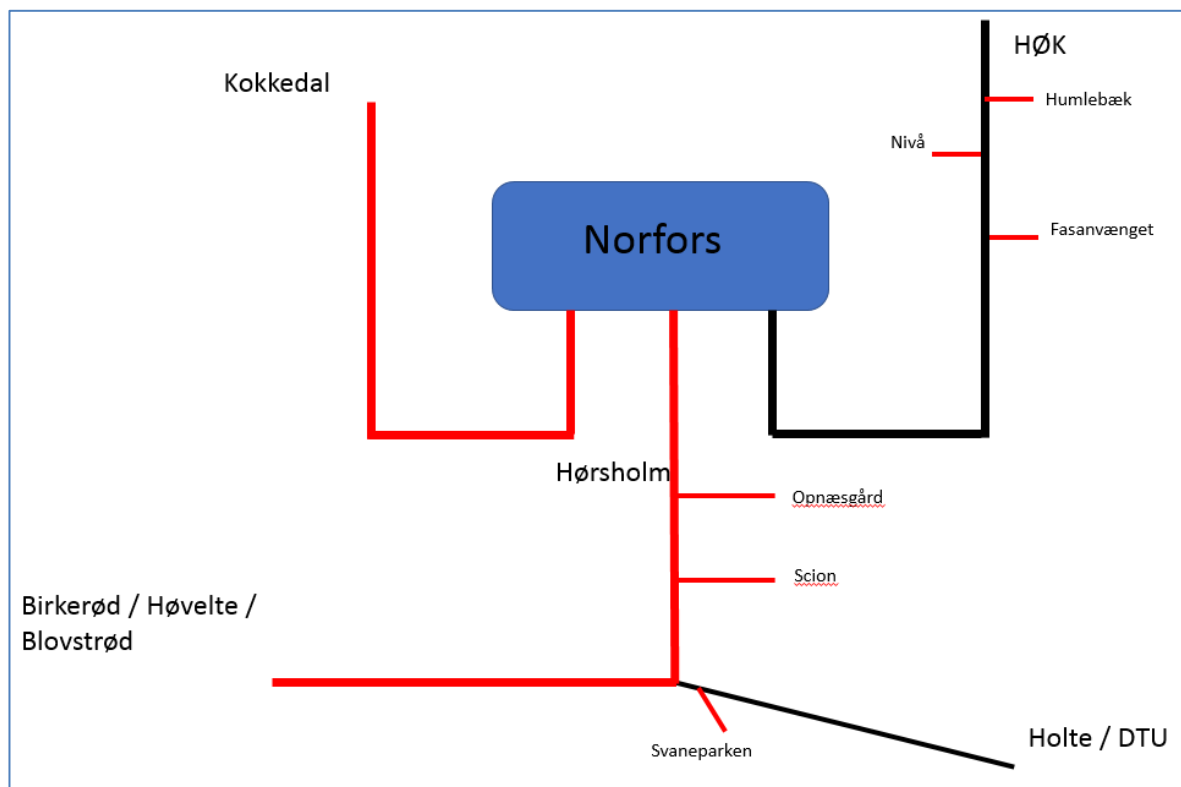 HØK
Kokkedal
Humlebæk
Nivå
Fasanvænget
Norfors
Hørsholm
Opnæsgård
Scion
Birkerød / Høvelte /
Blovstrød
Svaneparken
Holte / DTU